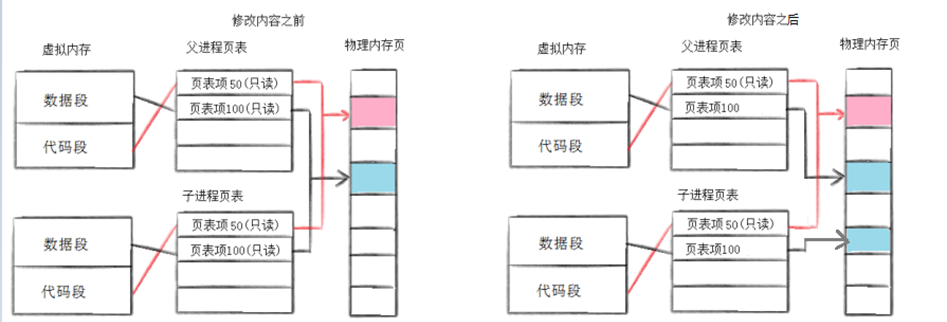 修改内容之前
虚拟内存
父进程页表
物理内存页
数据段
代码段
页表项50(只读)
页表项100(只读)
子进程页表
数据段
代码段
页表项50(只读)
页表项100(只读)
修改内容之后
虚拟内存
父进程页表
物理内存页
数据段
代码段
页表项50(只读)
页表项100
子进程页表
数据段
代码段
页表项50(只读)
页表项100